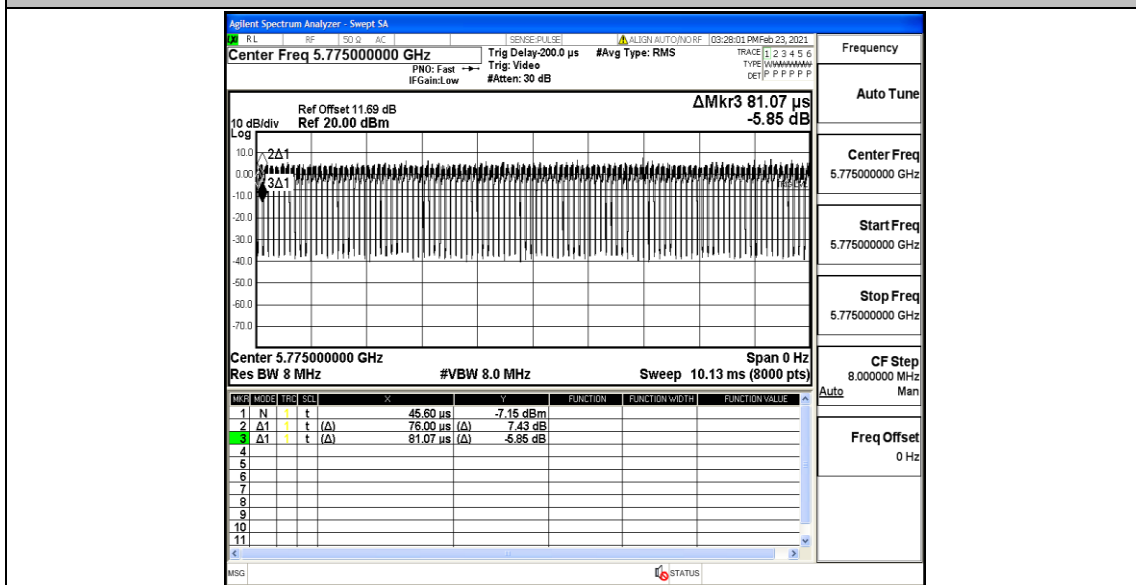 Agilent Spectrum Analyzer - Swept SA
RL RF 50 Ω AC SENSE:PULSE ALIGN AUTO/NO RF 03:28:01 PM Feb 23, 2021
Center Freq 5.775000000 GHz
PNO: Fast
IFGain:Low
Trig Delay-200.0 µs
Trig: Video
#Atten: 30 dB
#Avg Type: RMS
TRACE 1 2 3 4 5 6
TYPE
DET P P P P P P
Ref Offset 11.69 dB
10 dB/div Ref 20.00 dBm
Log
ΔMkr3 81.07 µs
-5.85 dB
10.0
0.00
-10.0
-20.0
-30.0
-40.0
-50.0
-60.0
-70.0
2Δ1
3Δ1
Center 5.775000000 GHz Span 0 Hz
Res BW 8 MHz #VBW 8.0 MHz Sweep 10.13 ms (8000 pts)
MKR MODE TRC SCL X Y FUNCTION FUNCTION WIDTH FUNCTION VALUE
1 N 1 t 45.60 µs -7.15 dBm
2 Δ1 1 t (Δ) 76.00 µs (Δ) 7.43 dB
3 Δ1 1 t (Δ) 81.07 µs (Δ) -5.85 dB
4
5
6
7
8
9
10
11
MSG STATUS
Frequency
Auto Tune
Center Freq
5.775000000 GHz
Start Freq
5.775000000 GHz
Stop Freq
5.775000000 GHz
CF Step
8.000000 MHz
Auto Man
Freq Offset
0 Hz